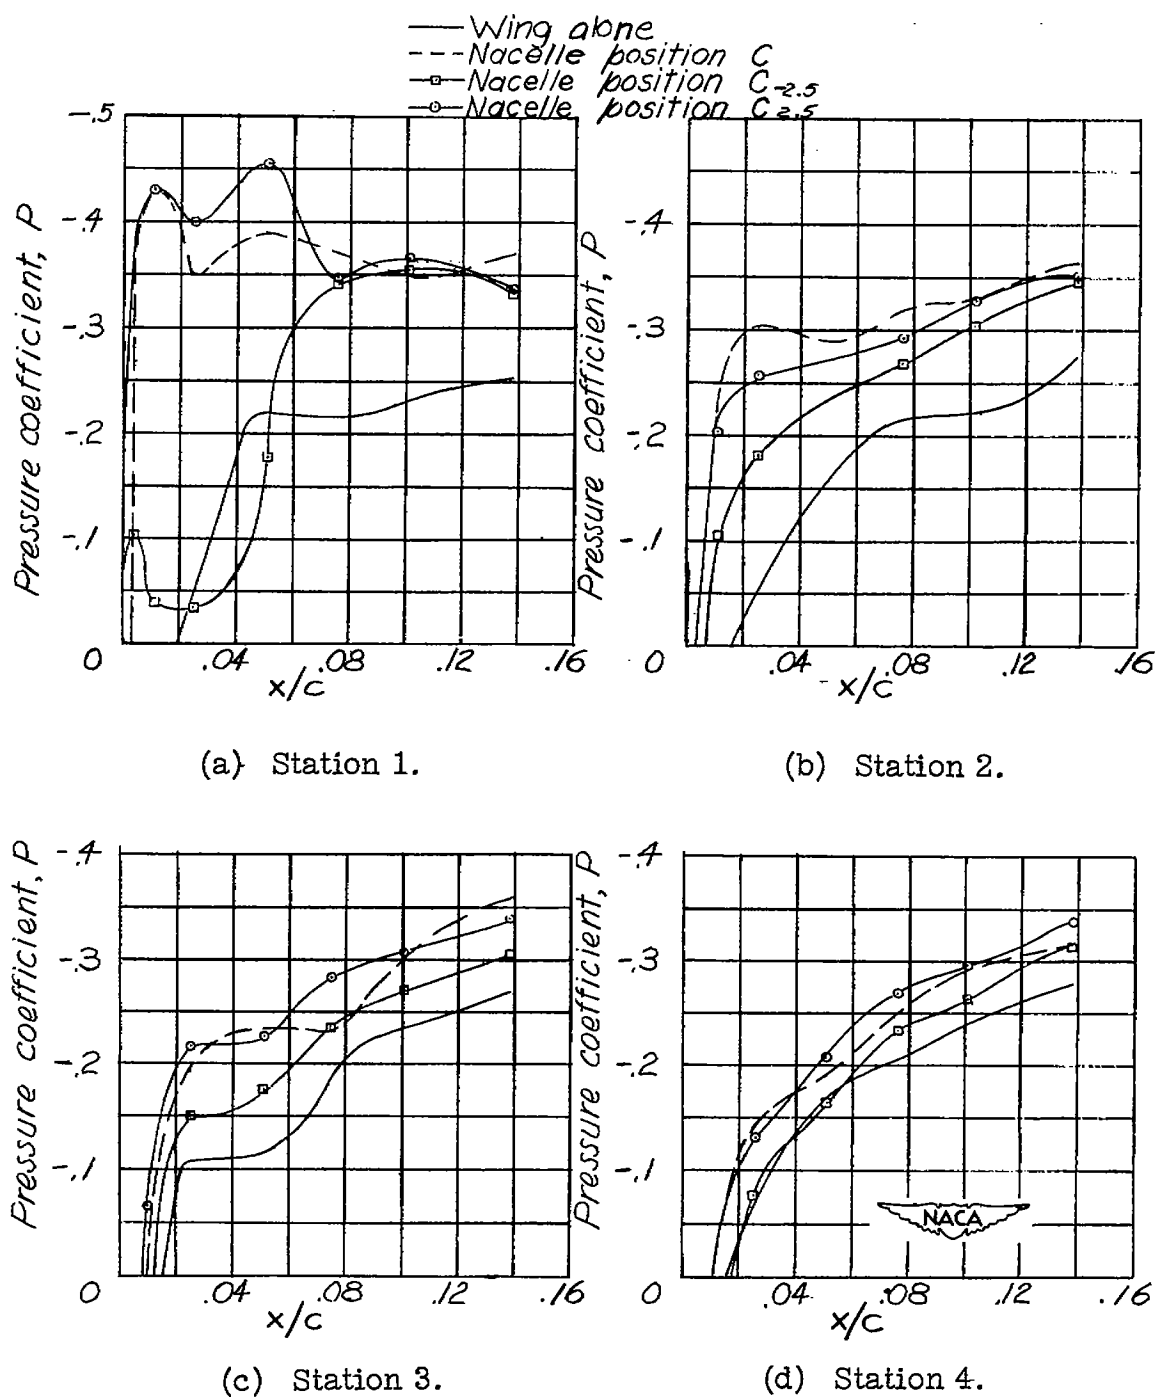 Wing alone
Nacelle position C
Nacelle position C-2.5
Nacelle position C2.5
-.5
-.4
-.3
-.2
-.1
0
.04
.08
.12
.16
Pressure coefficient, P
x/c
(a) Station 1.
-.4
-.3
-.2
-.1
0
.04
.08
.12
.16
Pressure coefficient, P
x/c
(b) Station 2.
-.4
-.3
-.2
-.1
0
.04
.08
.12
.16
Pressure coefficient, P
x/c
(c) Station 3.
-.4
-.3
-.2
-.1
0
.04
.08
.12
.16
Pressure coefficient, P
x/c
NACA
(d) Station 4.